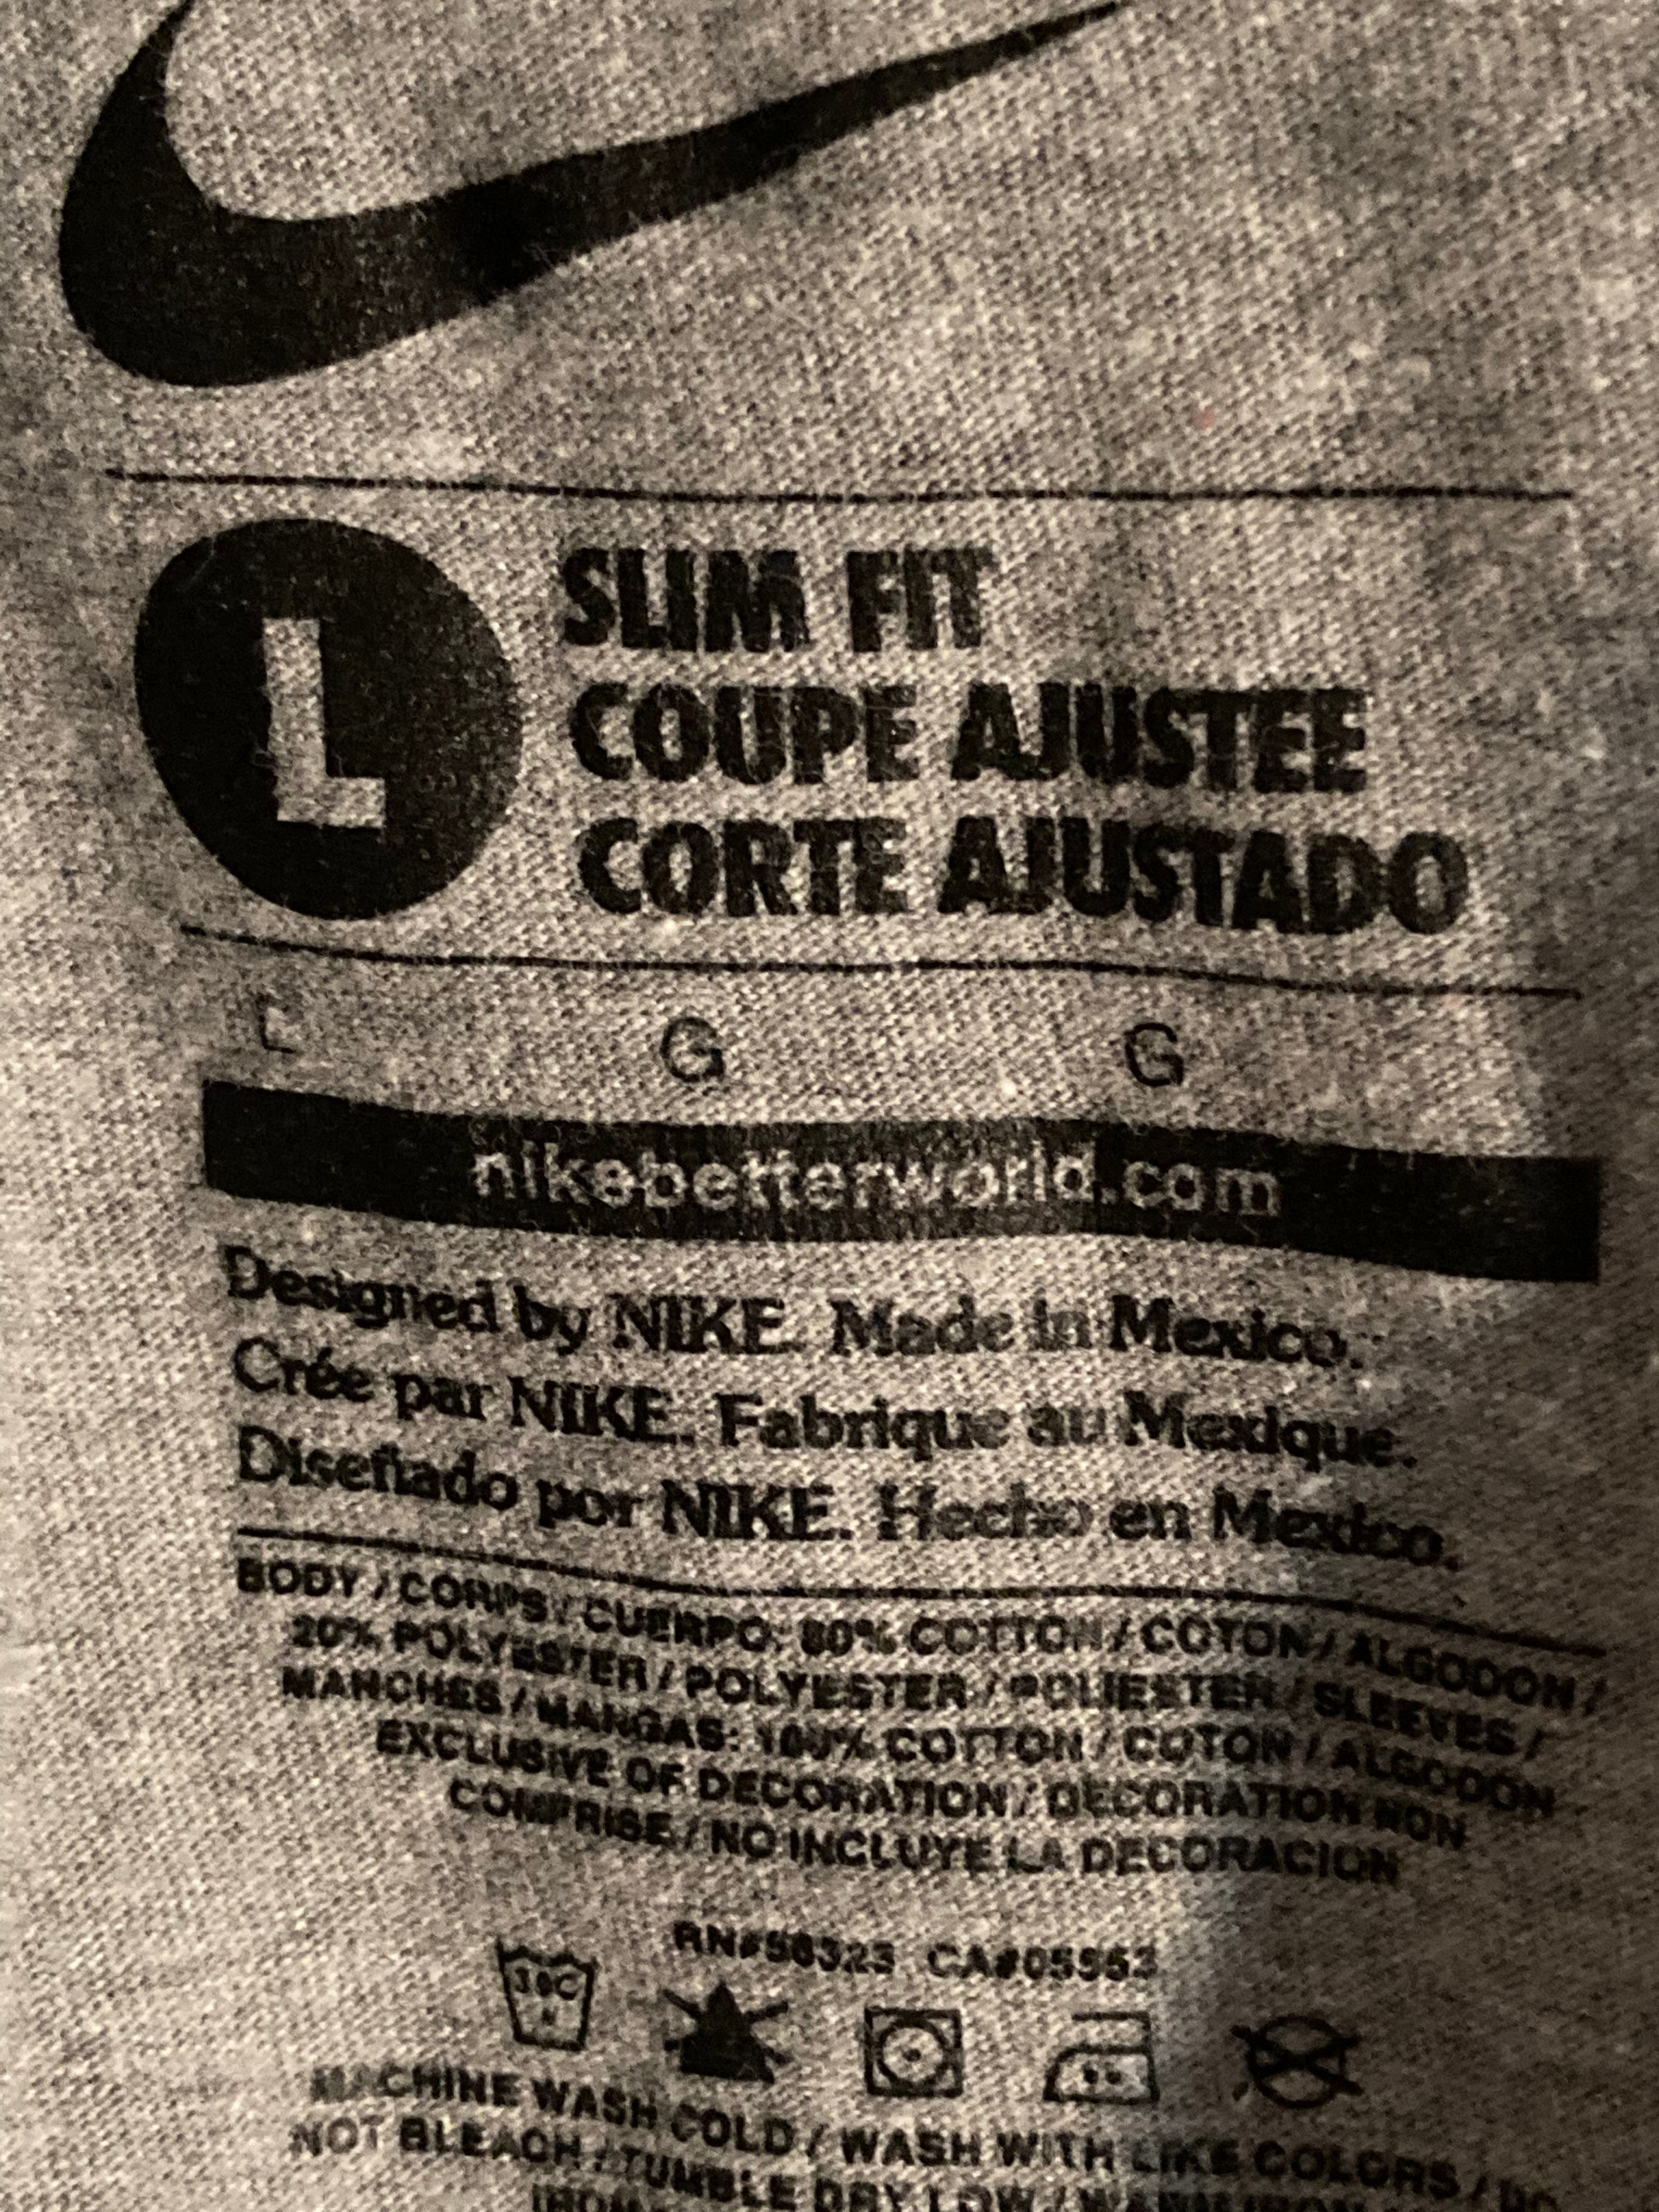 L
SLIM FIT
COUPE AJUSTEE
CORTE AJUSTADO
L G G
nikebetterworld.com
Designed by NIKE. Made in Mexico.
Crée par NIKE. Fabrique au Mexique.
Diseñado por NIKE. Hecho en Mexico.
BODY / CORPS / CUERPO: 80% COTTON / COTON / ALGODON /
20% POLYESTER / POLYESTER / POLIESTER / SLEEVES /
MANCHES / MANGAS: 100% COTTON / COTON / ALGODON
EXCLUSIVE OF DECORATION / DECORATION NON
COMPRISE / NO INCLUYE LA DECORACION
RN#56323 CA#05553
30C
MACHINE WASH COLD / WASH WITH LIKE COLORS / DO
NOT BLEACH / TUMBLE DRY LOW / WARM IRON